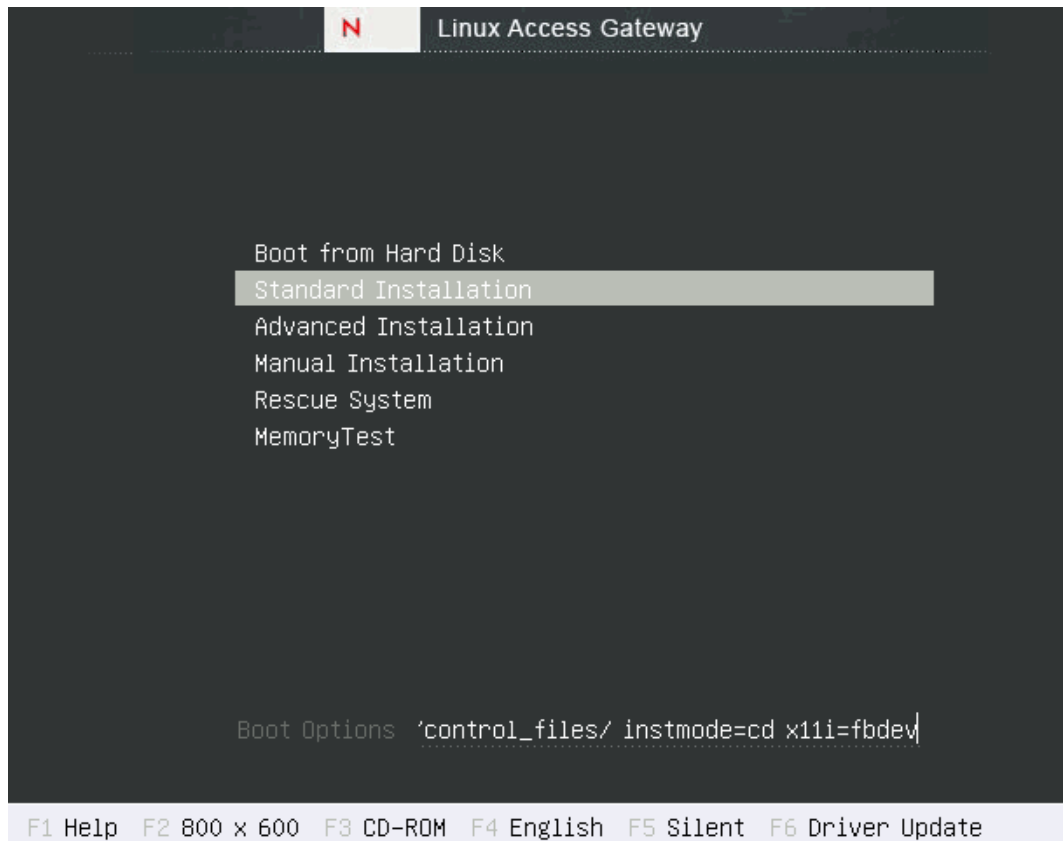 N Linux Access Gateway
Boot from Hard Disk
Standard Installation
Advanced Installation
Manual Installation
Rescue System
MemoryTest
Boot Options control_files/ instmode=cd x11i=fbdev
F1 Help F2 800 x 600 F3 CD-ROM F4 English F5 Silent F6 Driver Update